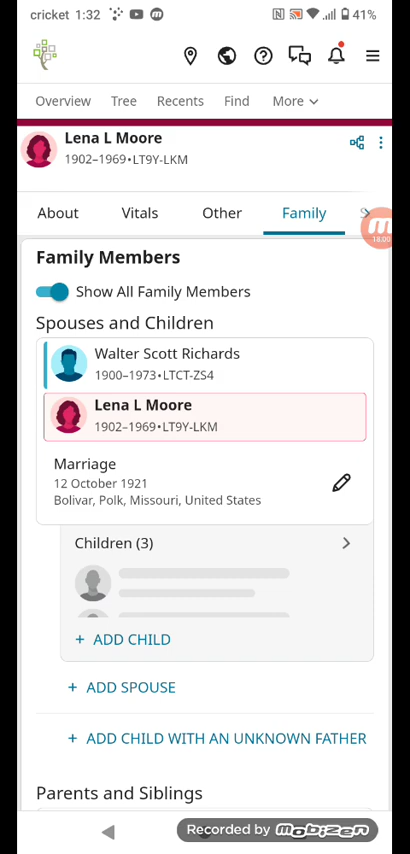 cricket 1:32
41%
Overview Tree Recents Find More
Lena L Moore
1902–1969•LT9Y-LKM
About Vitals Other Family
18:00
Family Members
Show All Family Members
Spouses and Children
Walter Scott Richards
1900–1973•LTCT-ZS4
Lena L Moore
1902–1969•LT9Y-LKM
Marriage
12 October 1921
Bolivar, Polk, Missouri, United States
Children (3)
+ ADD CHILD
+ ADD SPOUSE
+ ADD CHILD WITH AN UNKNOWN FATHER
Parents and Siblings
Recorded by mobizen